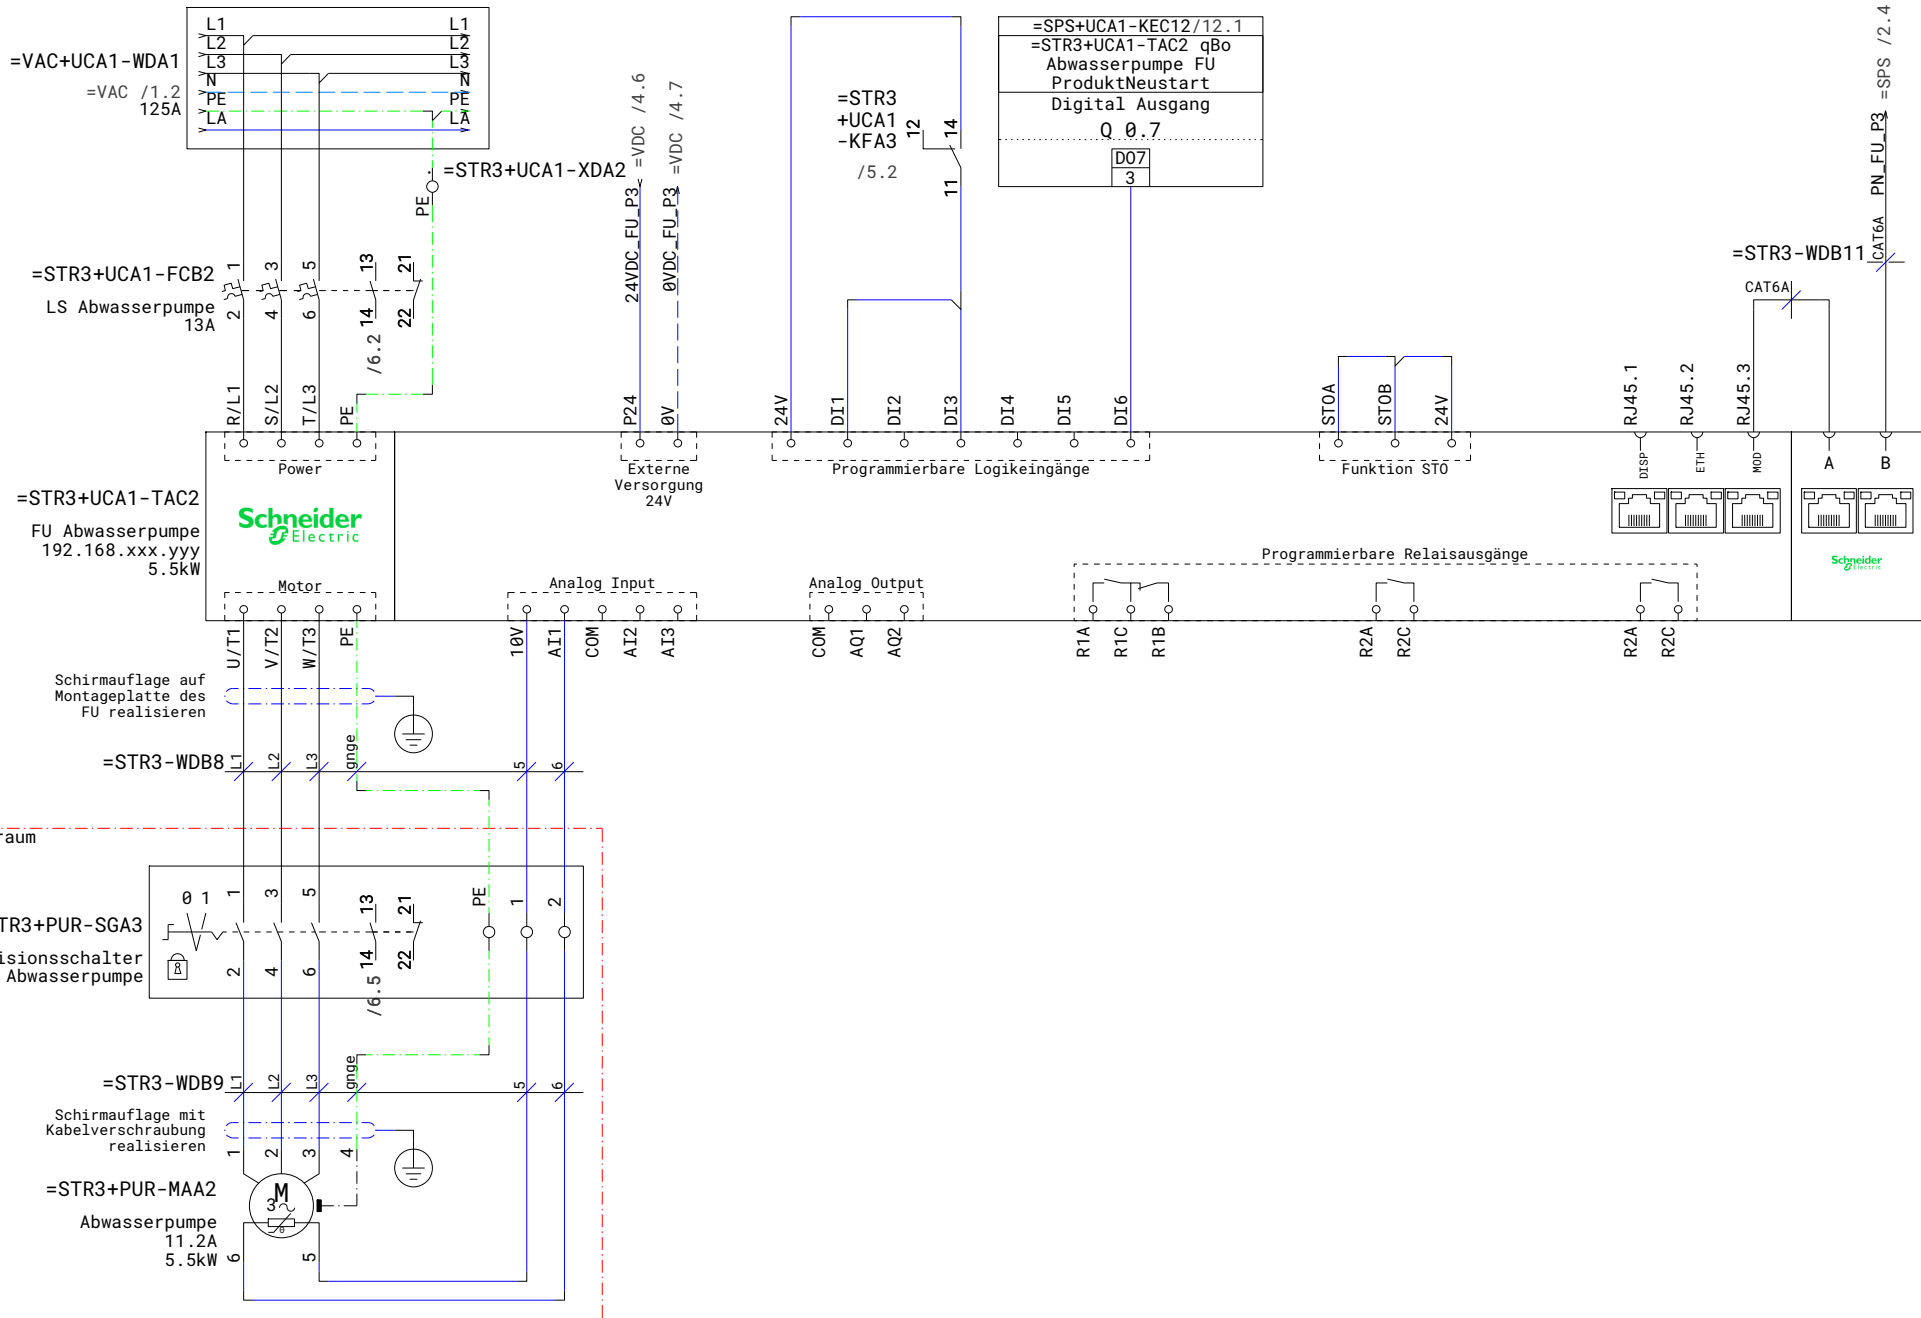 L1 L1
L2 L2
L3 L3
N N
PE PE
LA LA
=VAC+UCA1-WDA1
=VAC /1.2
125A
=STR3+UCA1-XDA2
PE
=STR3+UCA1-FCB2
LS Abwasserpumpe
13A
1 3 5 13 21
2 4 6 14 22
/6.2
24VDC_FU_P3 =VDC /4.6
0VDC_FU_P3 =VDC /4.7
=STR3
+UCA1
-KFA3
/5.2
12 14
11
=SPS+UCA1-KEC12/12.1
=STR3+UCA1-TAC2 qBo
Abwasserpumpe FU
ProduktNeustart
Digital Ausgang
Q 0.7
DO7
3
PN_FU_P3 =SPS /2.4
CAT6A
=STR3-WDB11
CAT6A
R/L1 S/L2 T/L3 PE
Power
P24 0V
Externe
Versorgung
24V
24V DI1 DI2 DI3 DI4 DI5 DI6
Programmierbare Logikeingänge
STOA STOB 24V
Funktion STO
RJ45.1 RJ45.2 RJ45.3
DISP ETH MOD A B
=STR3+UCA1-TAC2
FU Abwasserpumpe
192.168.xxx.yyy
5.5kW
Schneider
Electric
Schneider
Electric
Motor
U/T1 V/T2 W/T3 PE
Analog Input
10V AI1 COM AI2 AI3
Analog Output
COM AQ1 AQ2
Programmierbare Relaisausgänge
R1A R1C R1B R2A R2C R2A R2C
Schirmauflage auf
Montageplatte des
FU realisieren
=STR3-WDB8
L1 L2 L3 gnge 5 6
raum
TR3+PUR-SGA3
isionsschalter
Abwasserpumpe
0 1
1 3 5 13 21 PE 1 2
2 4 6 14 22
/6.5
=STR3-WDB9
L1 L2 L3 gnge 5 6
Schirmauflage mit
Kabelverschraubung
realisieren
1 2 3 4
=STR3+PUR-MAA2
Abwasserpumpe
11.2A
5.5kW
M
3
6 5